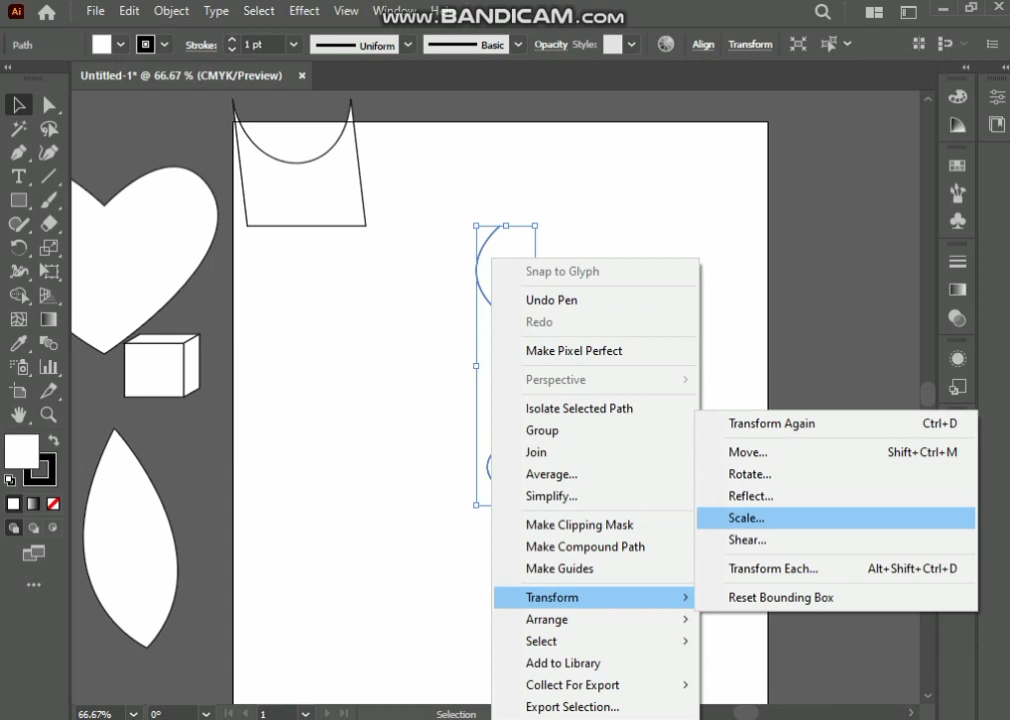 Ai
File Edit Object Type Select Effect View Window
www.BANDICAM.com
Path
Stroke: 1 pt Uniform Basic Opacity Style: Align Transform
Untitled-1* @ 66.67 % (CMYK/Preview)
Snap to Glyph
Undo Pen
Redo
Make Pixel Perfect
Perspective
Isolate Selected Path
Group
Join
Average...
Simplify...
Make Clipping Mask
Make Compound Path
Make Guides
Transform
Arrange
Select
Add to Library
Collect For Export
Export Selection...
Transform Again Ctrl+D
Move... Shift+Ctrl+M
Rotate...
Reflect...
Scale...
Shear...
Transform Each... Alt+Shift+Ctrl+D
Reset Bounding Box
66.67% 0° 1 Selection